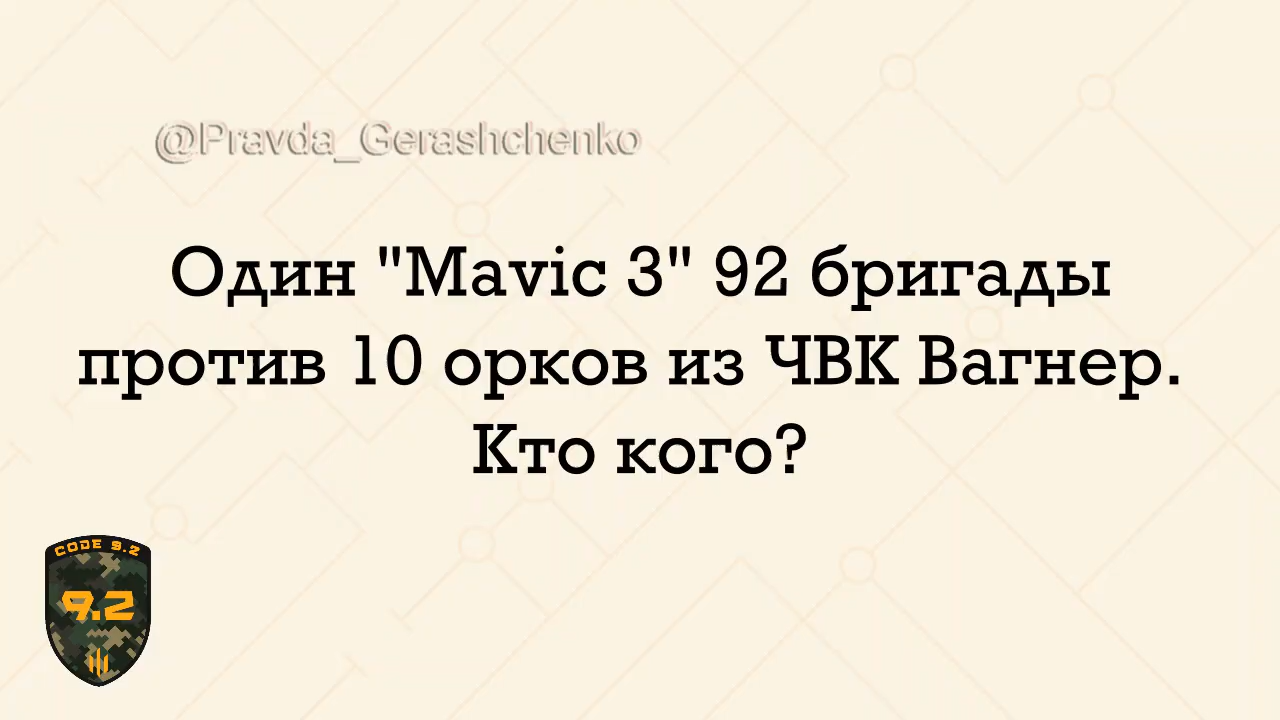 @Pravda_Gerashchenko
Один "Mavic 3" 92 бригады
против 10 орков из ЧВК Вагнер.
Кто кого?
CODE 9.2
9.2